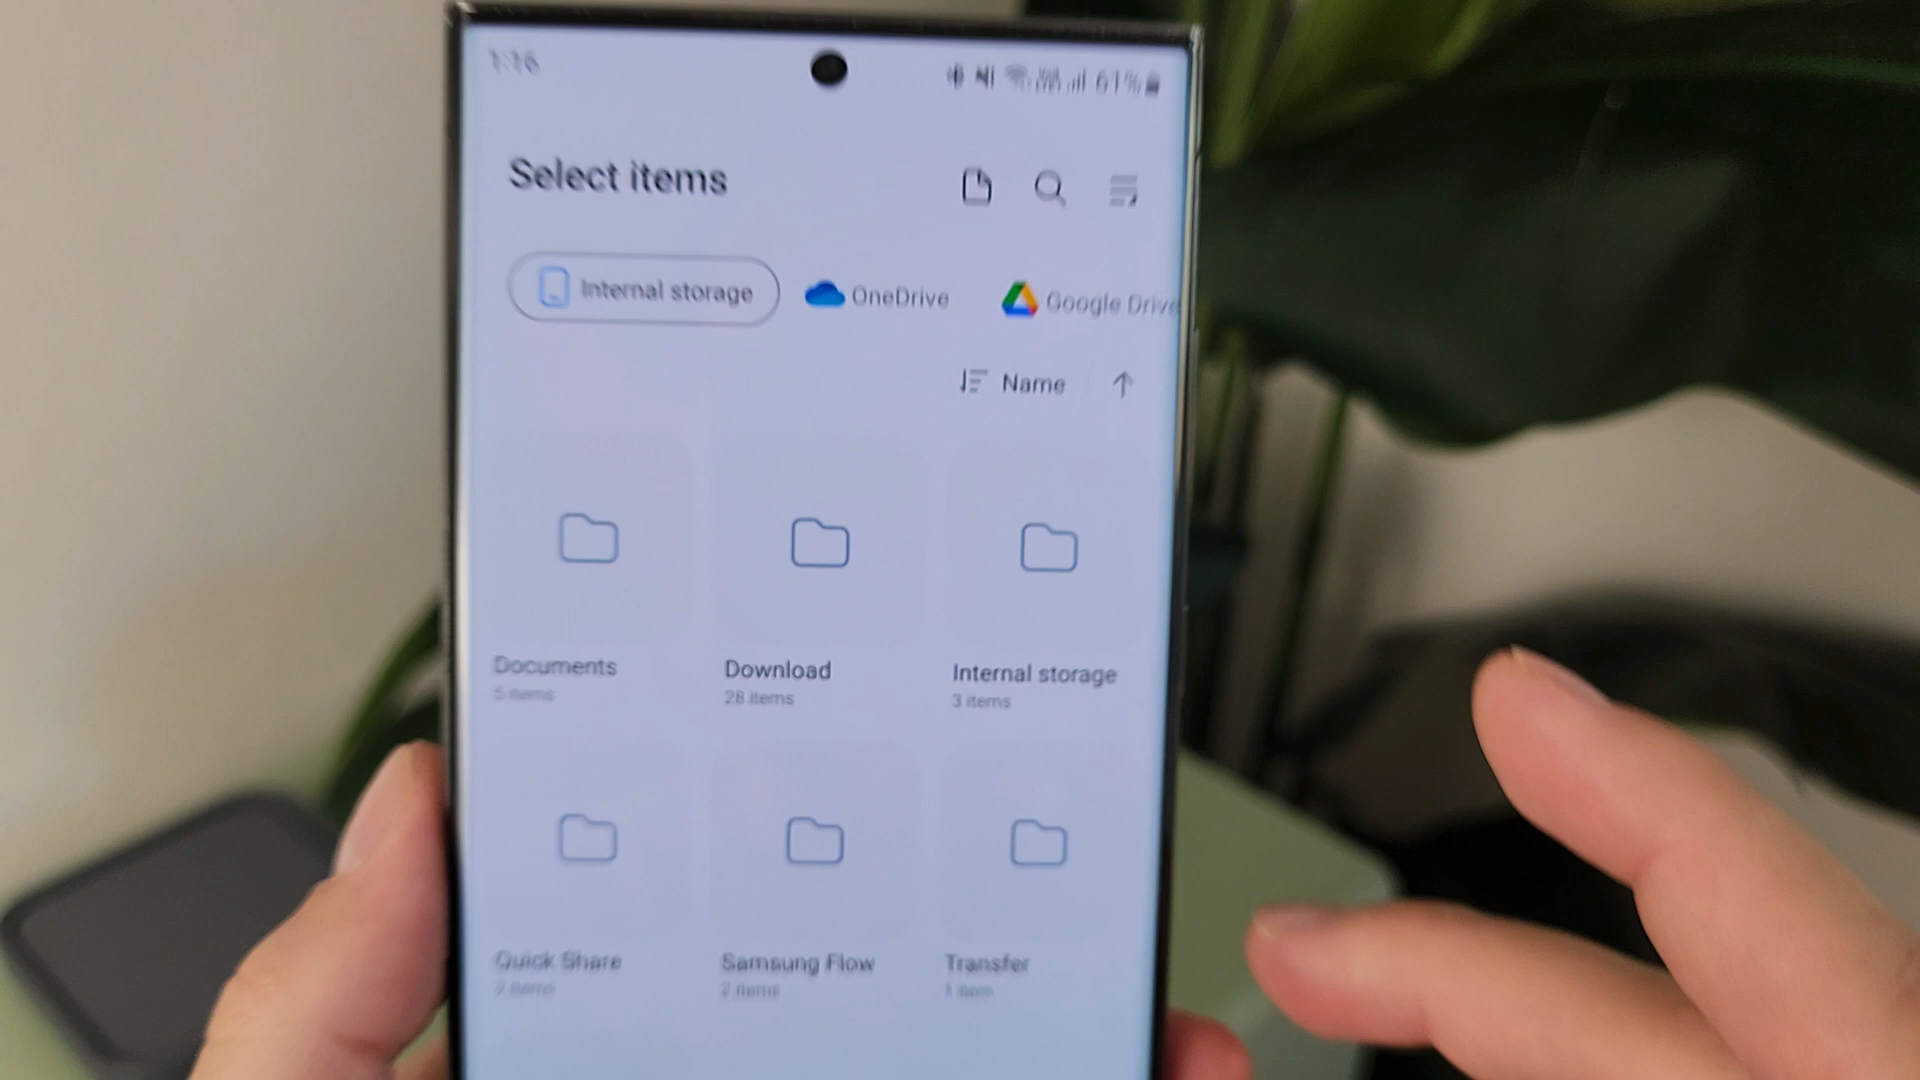 1:16
61%
Select items
Internal storage
OneDrive
Google Drive
Name
Documents
Download
Internal storage
5 items
28 items
3 items
Quick Share
Samsung Flow
Transfer
2 items
1 item